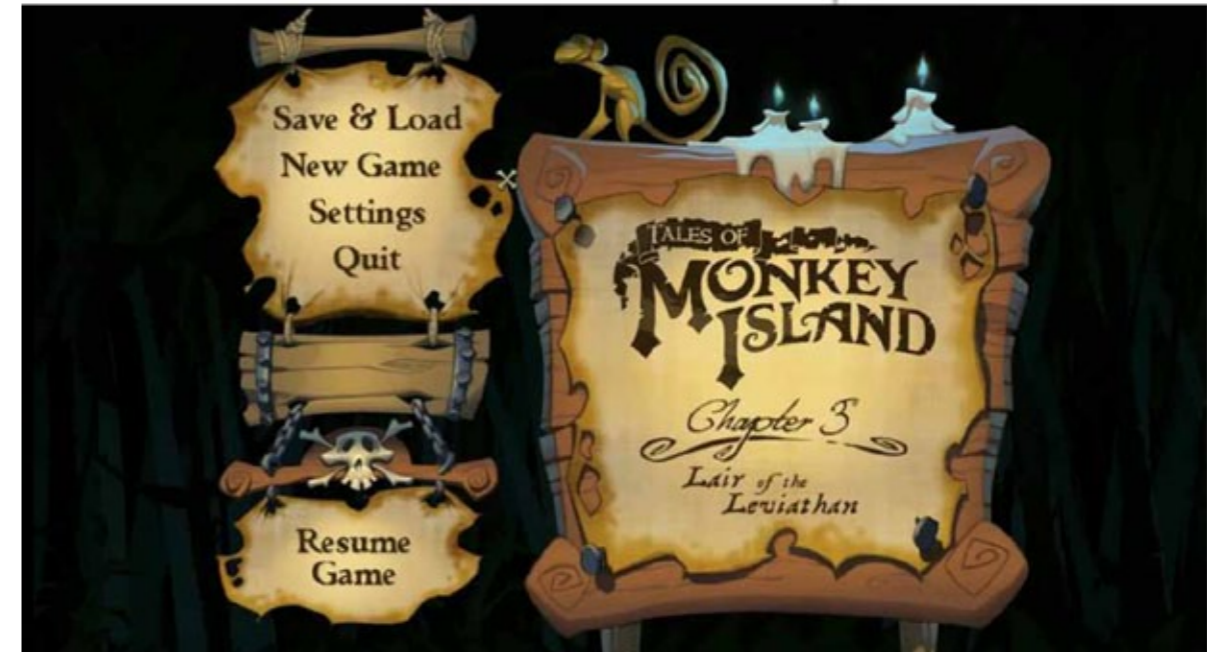 Save & Load
New Game
Settings
Quit
Resume
Game
TALES OF
MONKEY
ISLAND
Chapter 3
Lair of the
Leviathan